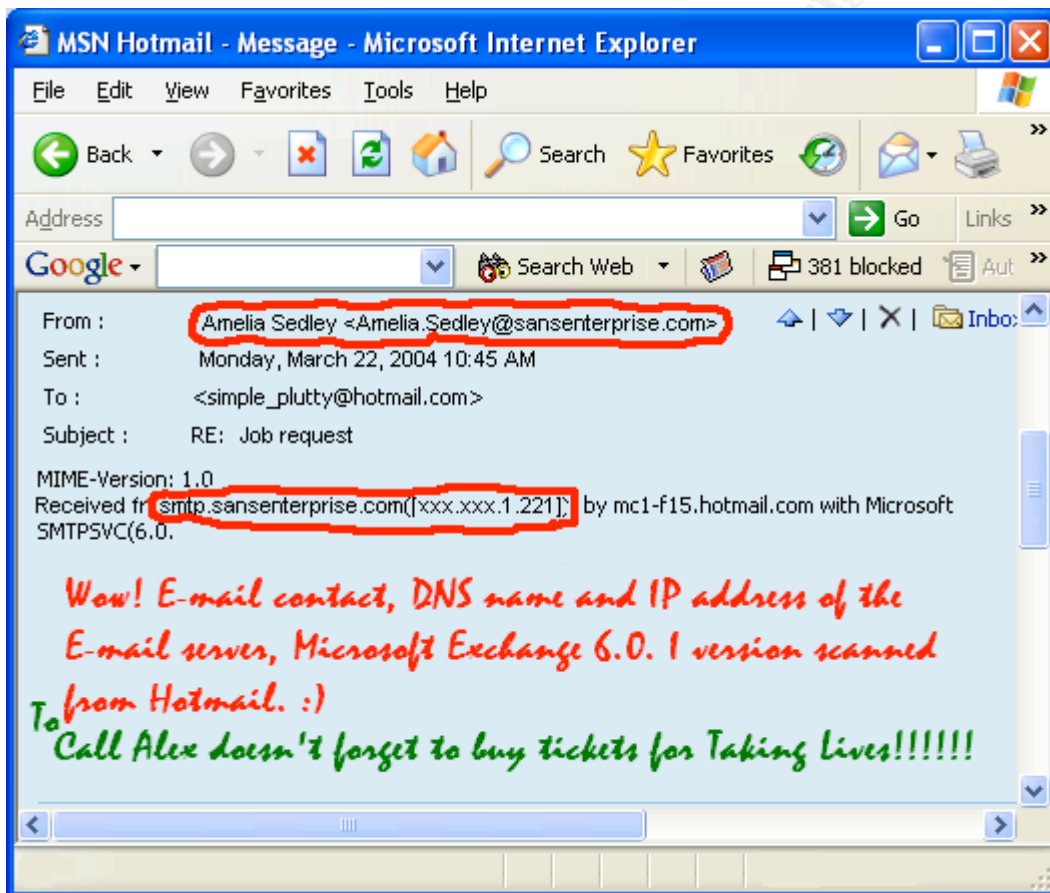 MSN Hotmail - Message - Microsoft Internet Explorer
File Edit View Favorites Tools Help
Back Search Favorites »
Address Go Links »
Google Search Web 381 blocked Aut »
From : Amelia Sedley <Amelia.Sedley@sansenterprise.com> | | X | Inbo
Sent : Monday, March 22, 2004 10:45 AM
To : <simple_plutty@hotmail.com>
Subject : RE: Job request
MIME-Version: 1.0
Received fr smtp.sansenterprise.com([xxx.xxx.1.221]) by mc1-f15.hotmail.com with Microsoft
SMTPSVC(6.0.
Wow! E-mail contact, DNS name and IP address of the
E-mail server, Microsoft Exchange 6.0. I version scanned
from Hotmail. :)
To
Call Alex doesn't forget to buy tickets for Taking Lives!!!!!!